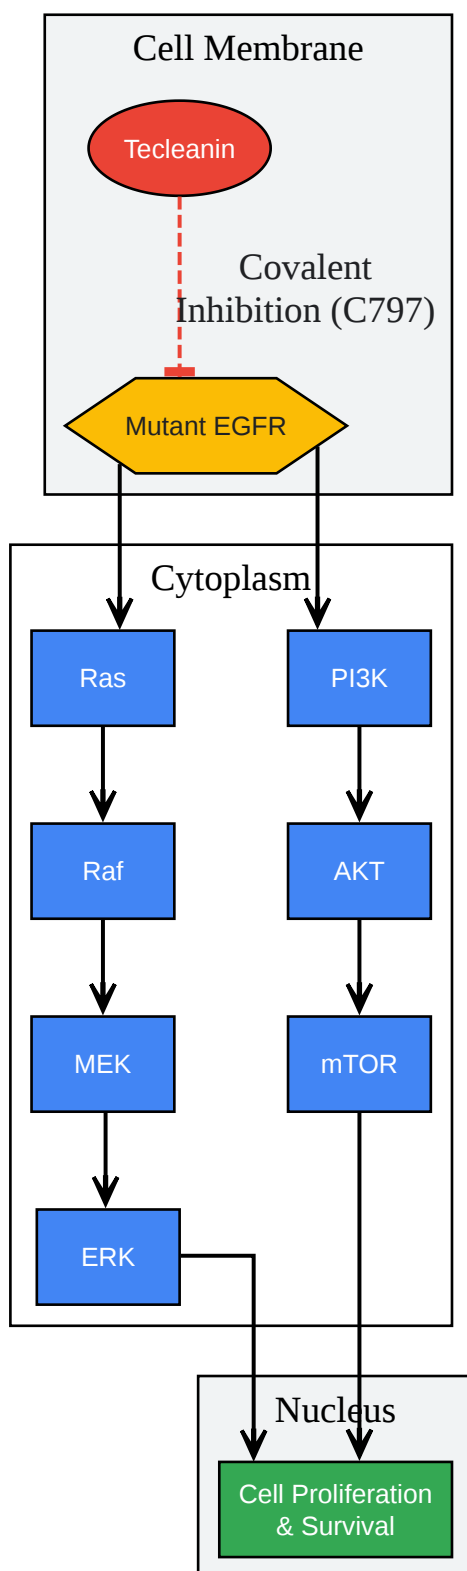 Cell Membrane
Tecleanin
Covalent
Inhibition (C797)
Mutant EGFR
Cytoplasm
Ras
PI3K
Raf
AKT
MEK
mTOR
ERK
Nucleus
Cell Proliferation
& Survival